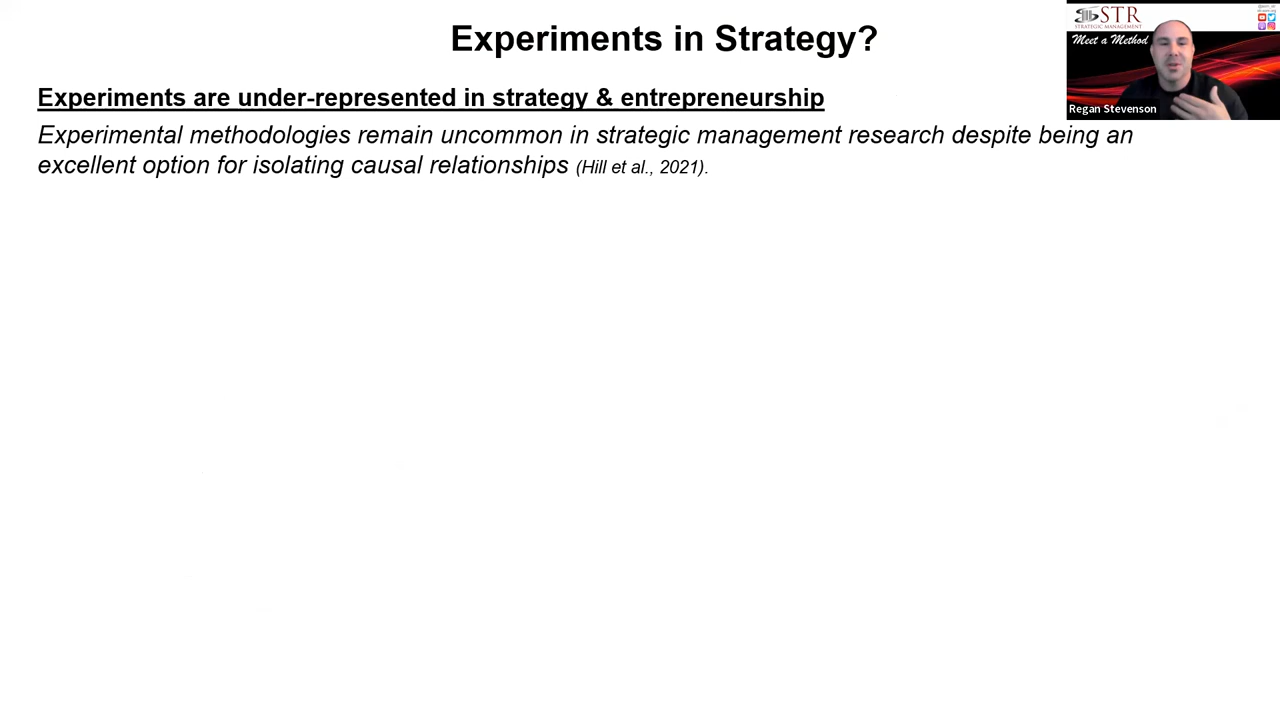 Experiments in Strategy?
STR
STRATEGIC MANAGEMENT
Meet a Method
Regan Stevenson
Experiments are under-represented in strategy & entrepreneurship
Experimental methodologies remain uncommon in strategic management research despite being an
excellent option for isolating causal relationships (Hill et al., 2021).